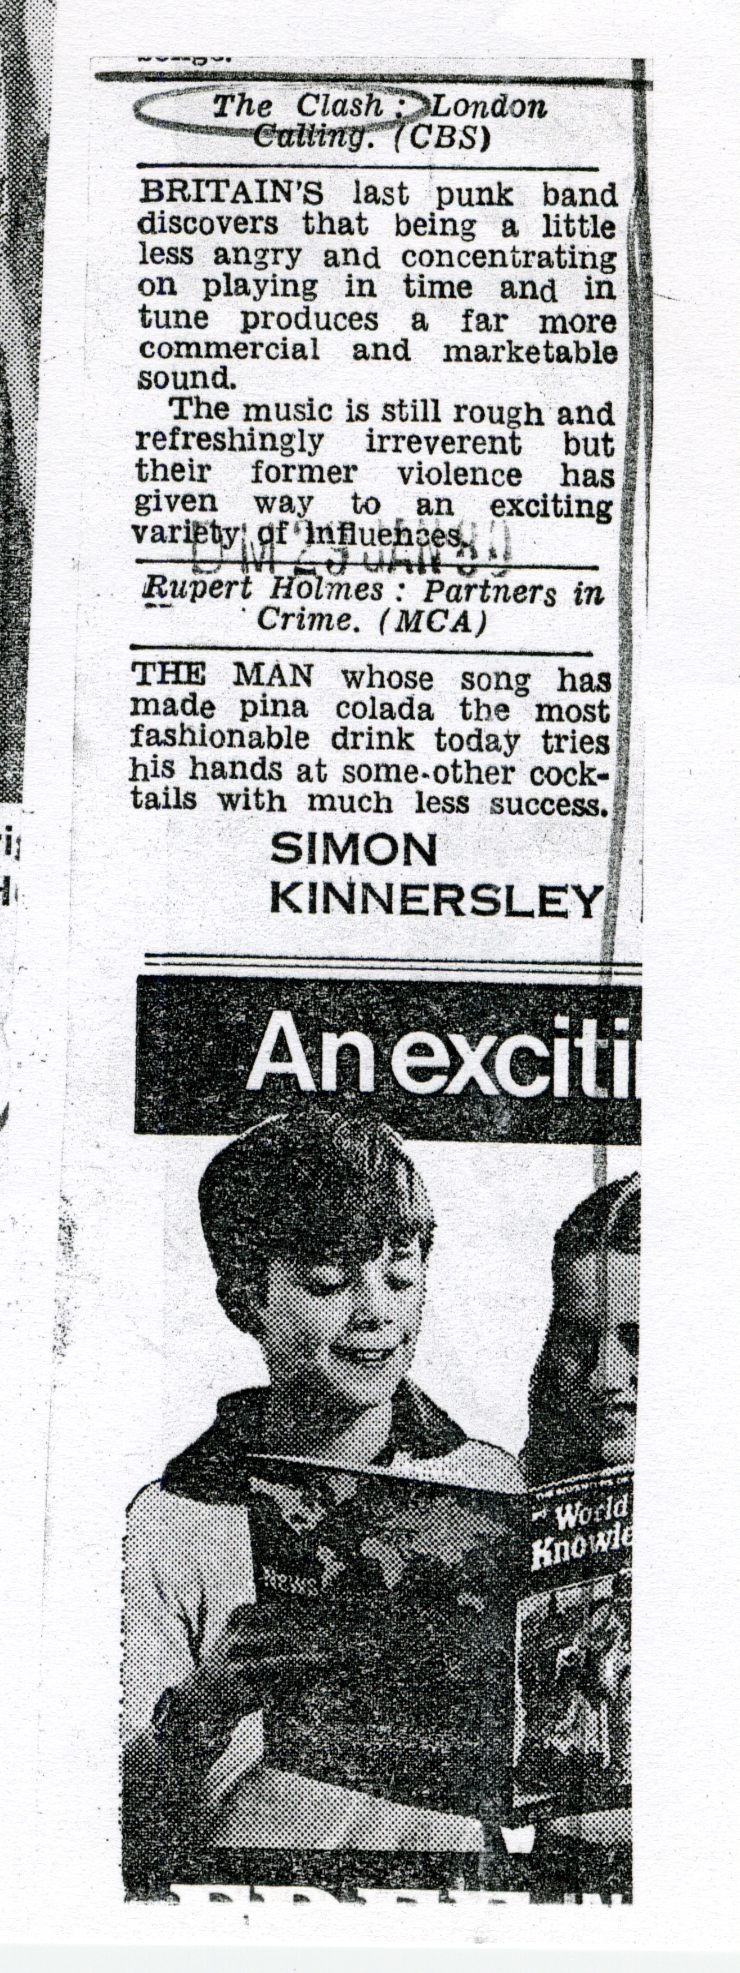 The Clash : London
Calling. (CBS)
BRITAIN'S last punk band
discovers that being a little
less angry and concentrating
on playing in time and in
tune produces a far more
commercial and marketable
sound.
The music is still rough and
refreshingly irreverent but
their former violence has
given way to an exciting
variety of influences.
Rupert Holmes : Partners in
Crime. (MCA)
THE MAN whose song has
made pina colada the most
fashionable drink today tries
his hands at some-other cock-
tails with much less success.
SIMON
KINNERSLEY
An exciti
World
Knowle
News